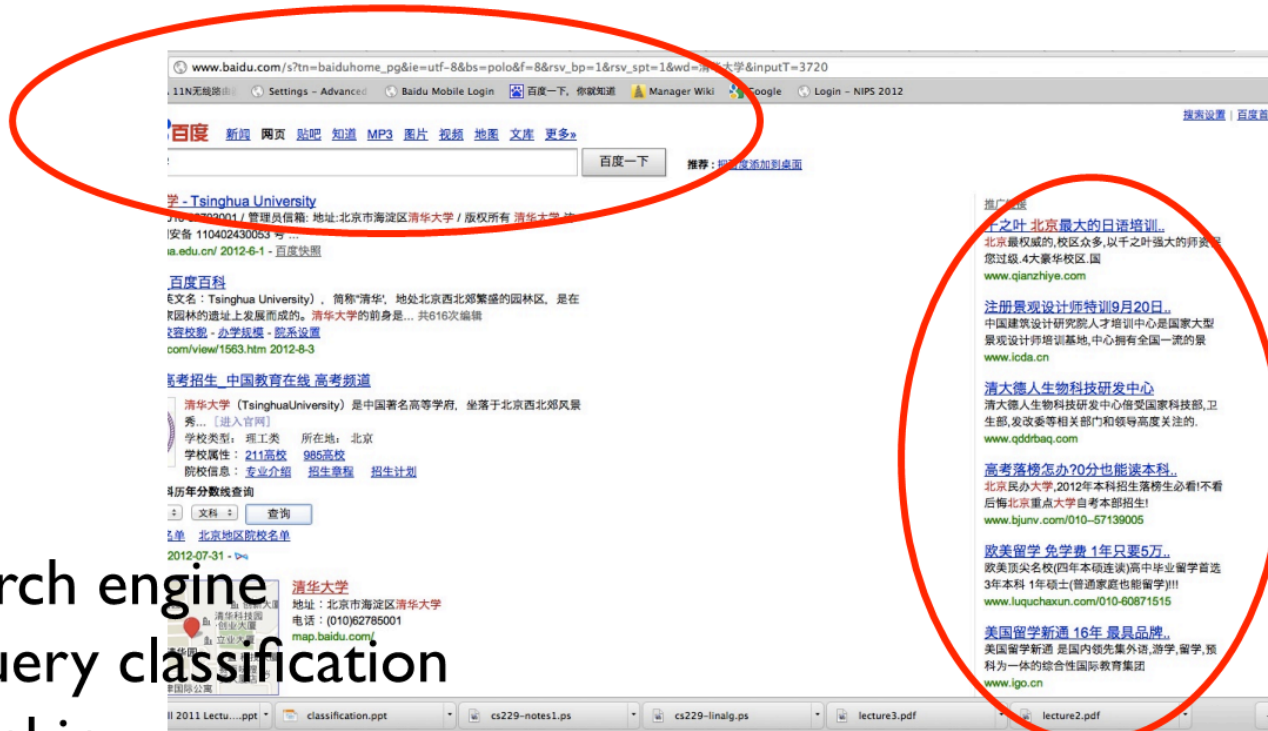 www.baidu.com/s?tn=baiduhome_pg&ie=utf-8&bs=polo&f=8&rsv_bp=1&rsv_spt=1&wd=清华大学&inputT=3720
11N无线路由 Settings - Advanced Baidu Mobile Login 百度一下，你就知道 Manager Wiki Google Login - NIPS 2012
搜索设置 | 百度首
百度 新闻 网页 贴吧 知道 MP3 图片 视频 地图 文库 更多»
百度一下 推荐：把百度添加到桌面
学 - Tsinghua University
管理员信箱: 地址:北京市海淀区清华大学 / 版权所有 清华大学
安备 110402430053 号 ...
a.edu.cn/ 2012-6-1 - 百度快照
百度百科
英文名：Tsinghua University），简称"清华"，地处北京西北郊繁盛的园林区，是在
家园林的遗址上发展而成的。清华大学的前身是... 共616次编辑
校容校貌 - 办学规模 - 院系设置
com/view/1563.htm 2012-8-3
高考招生_中国教育在线 高考频道
清华大学（TsinghuaUniversity）是中国著名高等学府，坐落于北京西北郊风景
秀... [进入官网]
学校类型： 理工类 所在地： 北京
学校属性： 211高校 985高校
院校信息： 专业介绍 招生章程 招生计划
科历年分数线查询
文科 查询
名单 北京地区院校名单
2012-07-31 -
清华大学
地址：北京市海淀区清华大学
电话：(010)62785001
map.baidu.com/
清华科技园
创业大厦
立业大厦
国际公寓
推广链接
千之叶 北京最大的日语培训..
北京最权威的,校区众多,以千之叶强大的师资
您过级.4大豪华校区.国
www.qianzhiye.com
注册景观设计师特训9月20日..
中国建筑设计研究院人才培训中心是国家大型
景观设计师培训基地,中心拥有全国一流的景
www.icda.cn
清大德人生物科技研发中心
清大德人生物科技研发中心倍受国家科技部,卫
生部,发改委等相关部门和领导高度关注的.
www.qddrbaq.com
高考落榜怎办?0分也能读本科..
北京民办大学,2012年本科招生落榜生必看!不看
后悔北京重点大学自考本部招生!
www.bjunv.com/010--57139005
欧美留学 免学费 1年只要5万..
欧美顶尖名校(四年本硕连读)高中毕业留学首选
3年本科 1年硕士(普通家庭也能留学)!!!
www.luquchaxun.com/010-60871515
美国留学新通 16年 最具品牌..
美国留学新通 是国内领先集外语,游学,留学,预
科为一体的综合性国际教育集团
www.igo.cn
rch engine
uery classification
ll 2011 Lectu....ppt classification.ppt cs229-notes1.ps cs229-linalg.ps lecture3.pdf lecture2.pdf